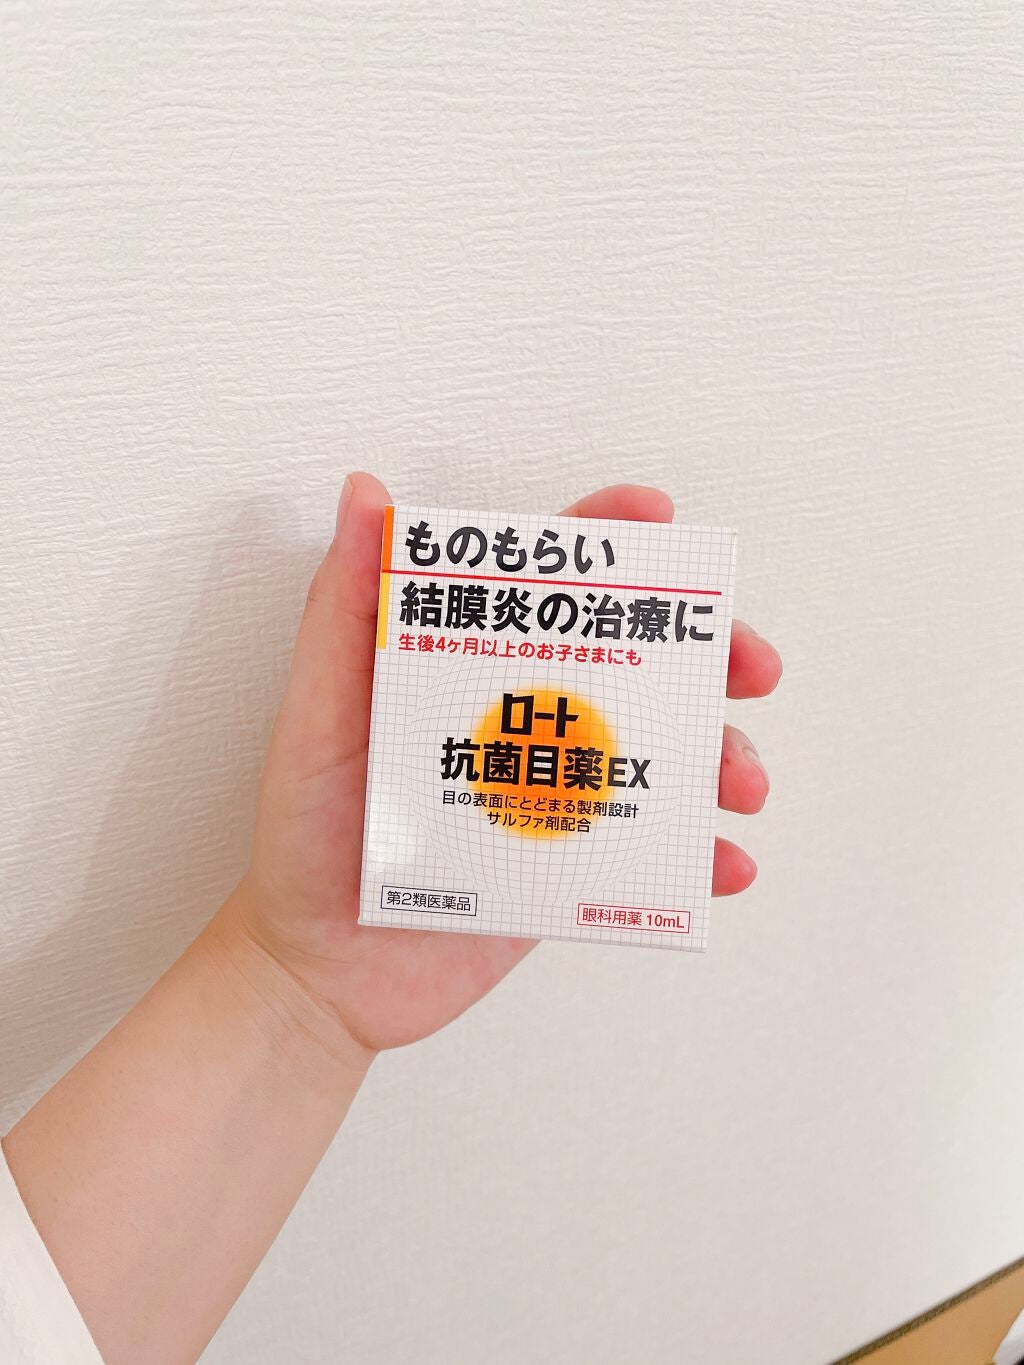 ものもらい
結膜炎の治療に
生後4ヶ月以上のお子さまにも
ロート
抗菌目薬EX
目の表面にとどまる製剤設計
サルファ剤配合
第2類医薬品
眼科用薬 10mL